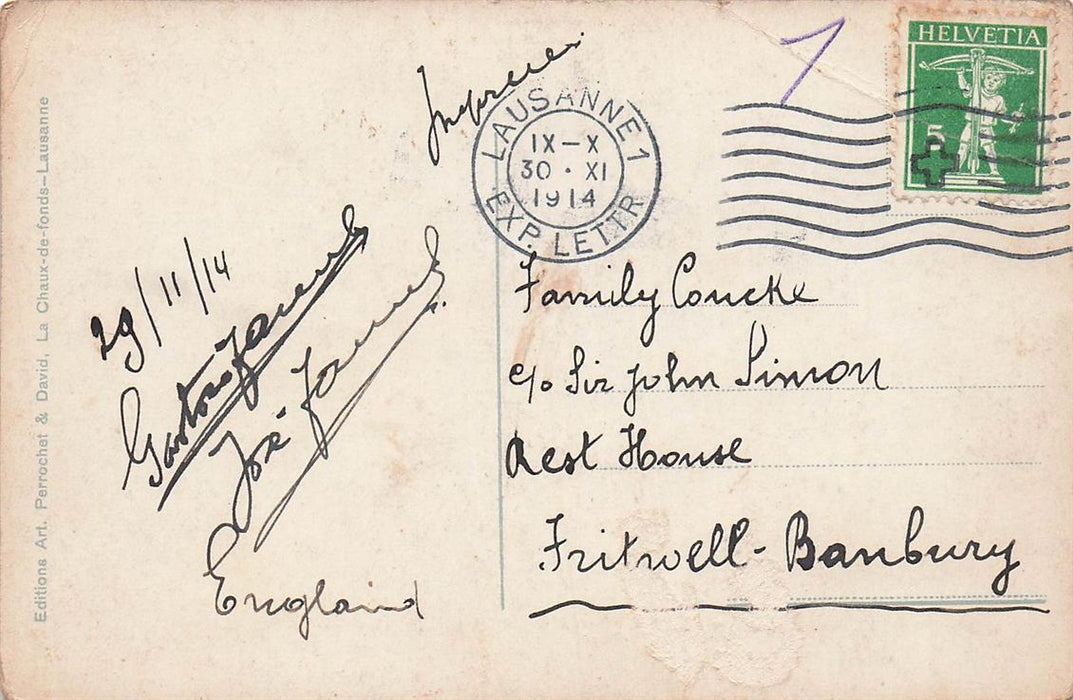 Editions Art. Perrochet & David, La Chaux-de-fonds-Lausanne
29/11/14
José
England
LAUSANNE 1
IX-X
30 · XI
1914
EXP. LETTR
HELVETIA
5
Family Coucke
c/o Sir John Simon
Rest House
Fritwell - Banbury